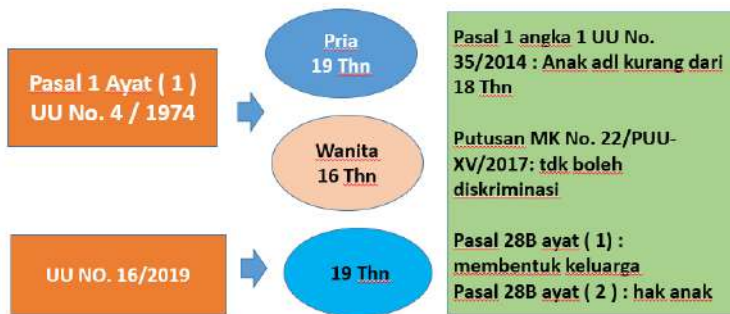 Pasal 1 Ayat ( 1 )
UU No. 4 / 1974
Pria
19 Thn
Wanita
16 Thn
UU NO. 16/2019
19 Thn
Pasal 1 angka 1 UU No.
35/2014 : Anak adl kurang dari
18 Thn
Putusan MK No. 22/PUU-
XV/2017: tdk boleh
diskriminasi
Pasal 28B ayat ( 1) :
membentuk keluarga
Pasal 28B ayat ( 2 ) : hak anak